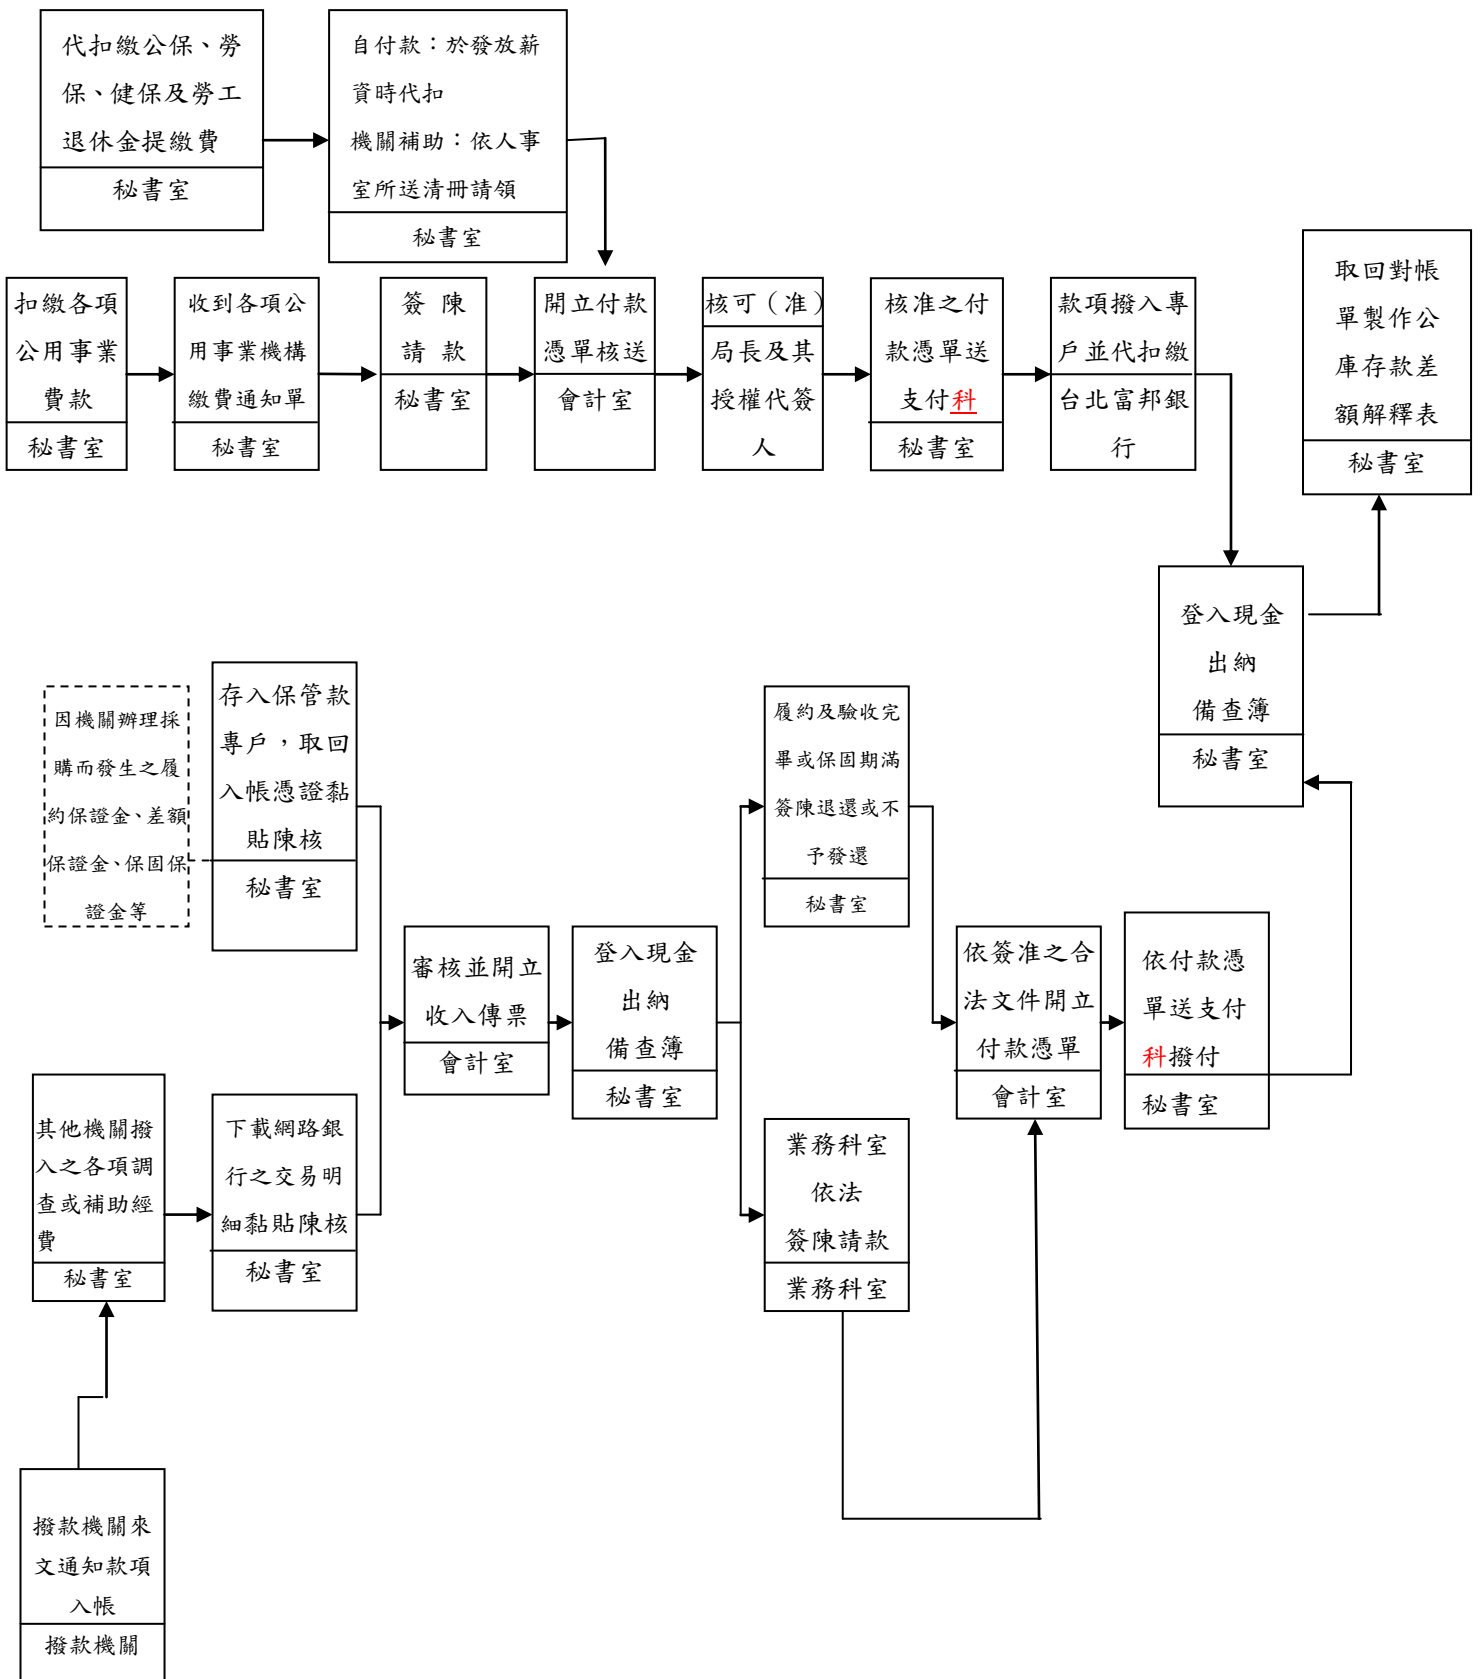 代扣繳公保、勞
保、健保及勞工
退休金提繳費
秘書室
自付款：於發放薪
資時代扣
機關補助：依人事
室所送清冊請領
秘書室
扣繳各項
公用事業
費款
秘書室
收到各項公
用事業機構
繳費通知單
秘書室
簽陳
請款
秘書室
開立付款
憑單核送
會計室
核可（准）
局長及其
授權代簽
人
核准之付
款憑單送
支付科
秘書室
款項撥入專
戶並代扣繳
台北富邦銀
行
取回對帳
單製作公
庫存款差
額解釋表
秘書室
登入現金
出納
備查簿
秘書室
因機關辦理採
購而發生之履
約保證金、差額
保證金、保固保
證金等
存入保管款
專戶，取回
入帳憑證黏
貼陳核
秘書室
履約及驗收完
畢或保固期滿
簽陳退還或不
予發還
秘書室
審核並開立
收入傳票
會計室
登入現金
出納
備查簿
秘書室
依簽准之合
法文件開立
付款憑單
會計室
依付款憑
單送支付
科撥付
秘書室
其他機關撥
入之各項調
查或補助經
費
秘書室
下載網路銀
行之交易明
細黏貼陳核
秘書室
業務科室
依法
簽陳請款
業務科室
撥款機關來
文通知款項
入帳
撥款機關